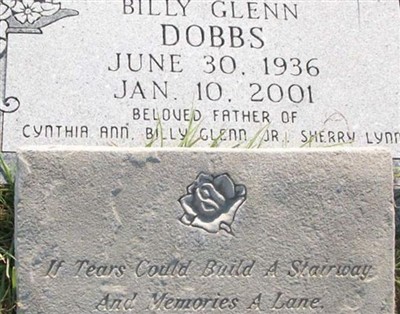 BILLY GLENN
DOBBS
JUNE 30, 1936
JAN. 10, 2001
BELOVED FATHER OF
CYNTHIA ANN, BILLY GLENN JR., SHERRY LYNN
If Tears Could Build A Stairway
And Memories A Lane.